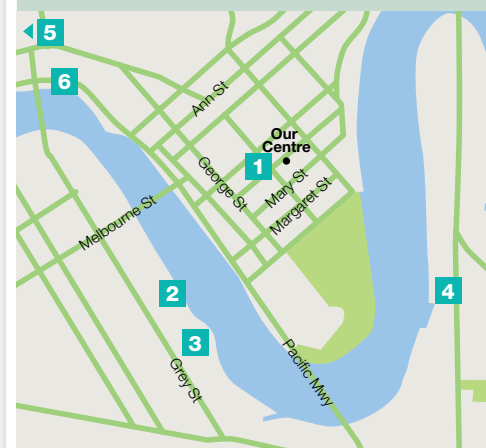 5
6
Ann St
Our
Centre
1
George St
Mary St
Margaret St
Melbourne St
2
4
3
Grey St
Pacific Mwy